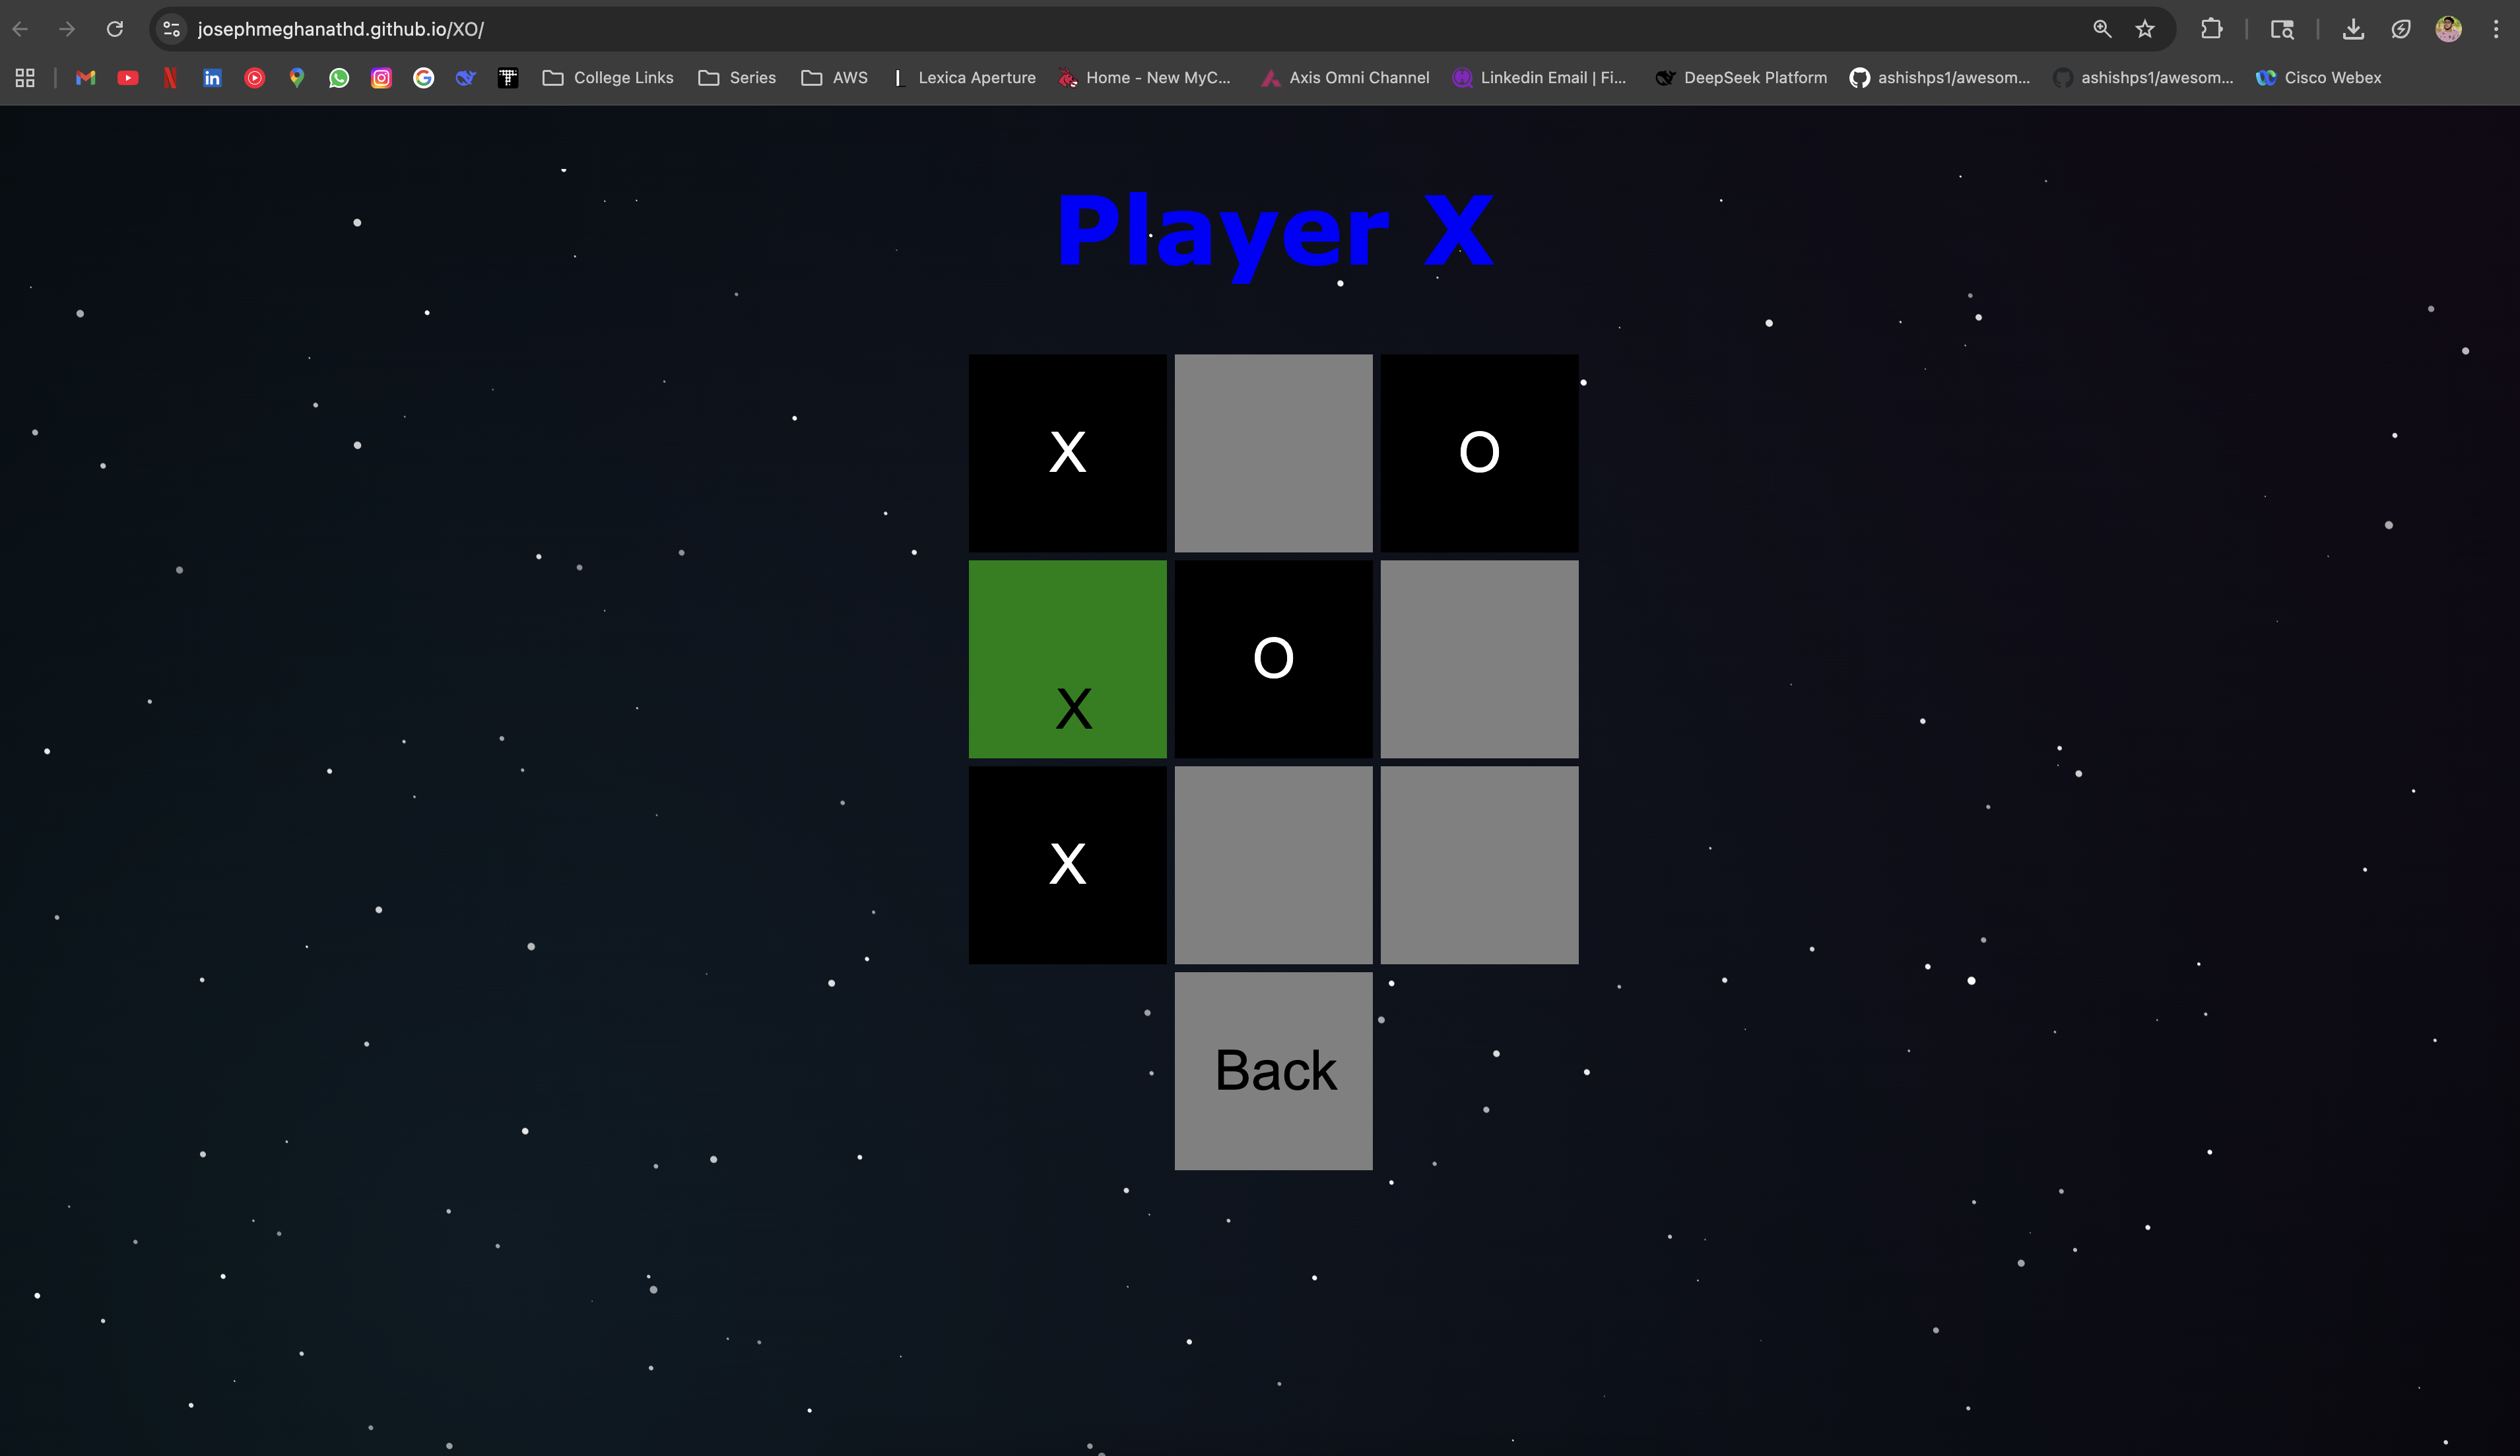 josephmeghanathd.github.io/XO/
College Links Series AWS Lexica Aperture Home - New MyC... Axis Omni Channel Linkedin Email | Fi... DeepSeek Platform ashishps1/awesom... ashishps1/awesom... Cisco Webex
Player X
X O
X O
X
Back